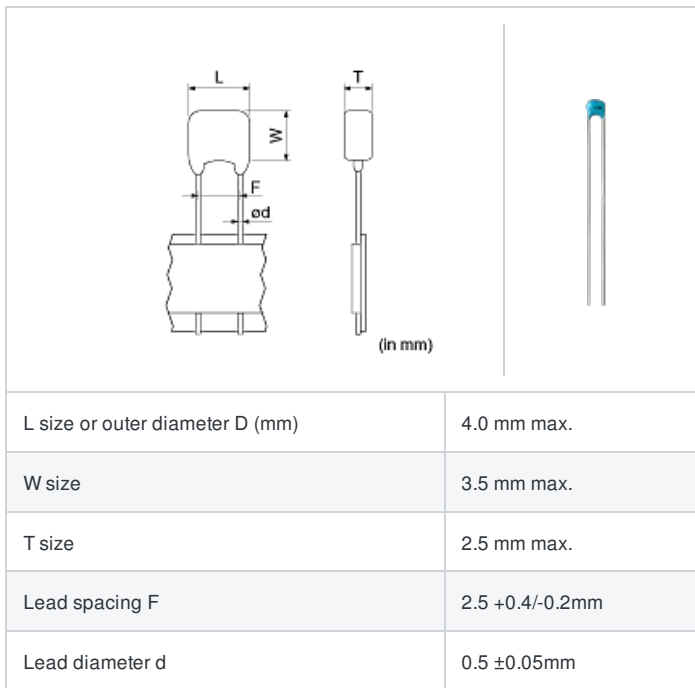 L
T
W
F
ød
(in mm)
L size or outer diameter D (mm) 4.0 mm max.
W size 3.5 mm max.
T size 2.5 mm max.
Lead spacing F 2.5 +0.4/-0.2mm
Lead diameter d 0.5 ±0.05mm